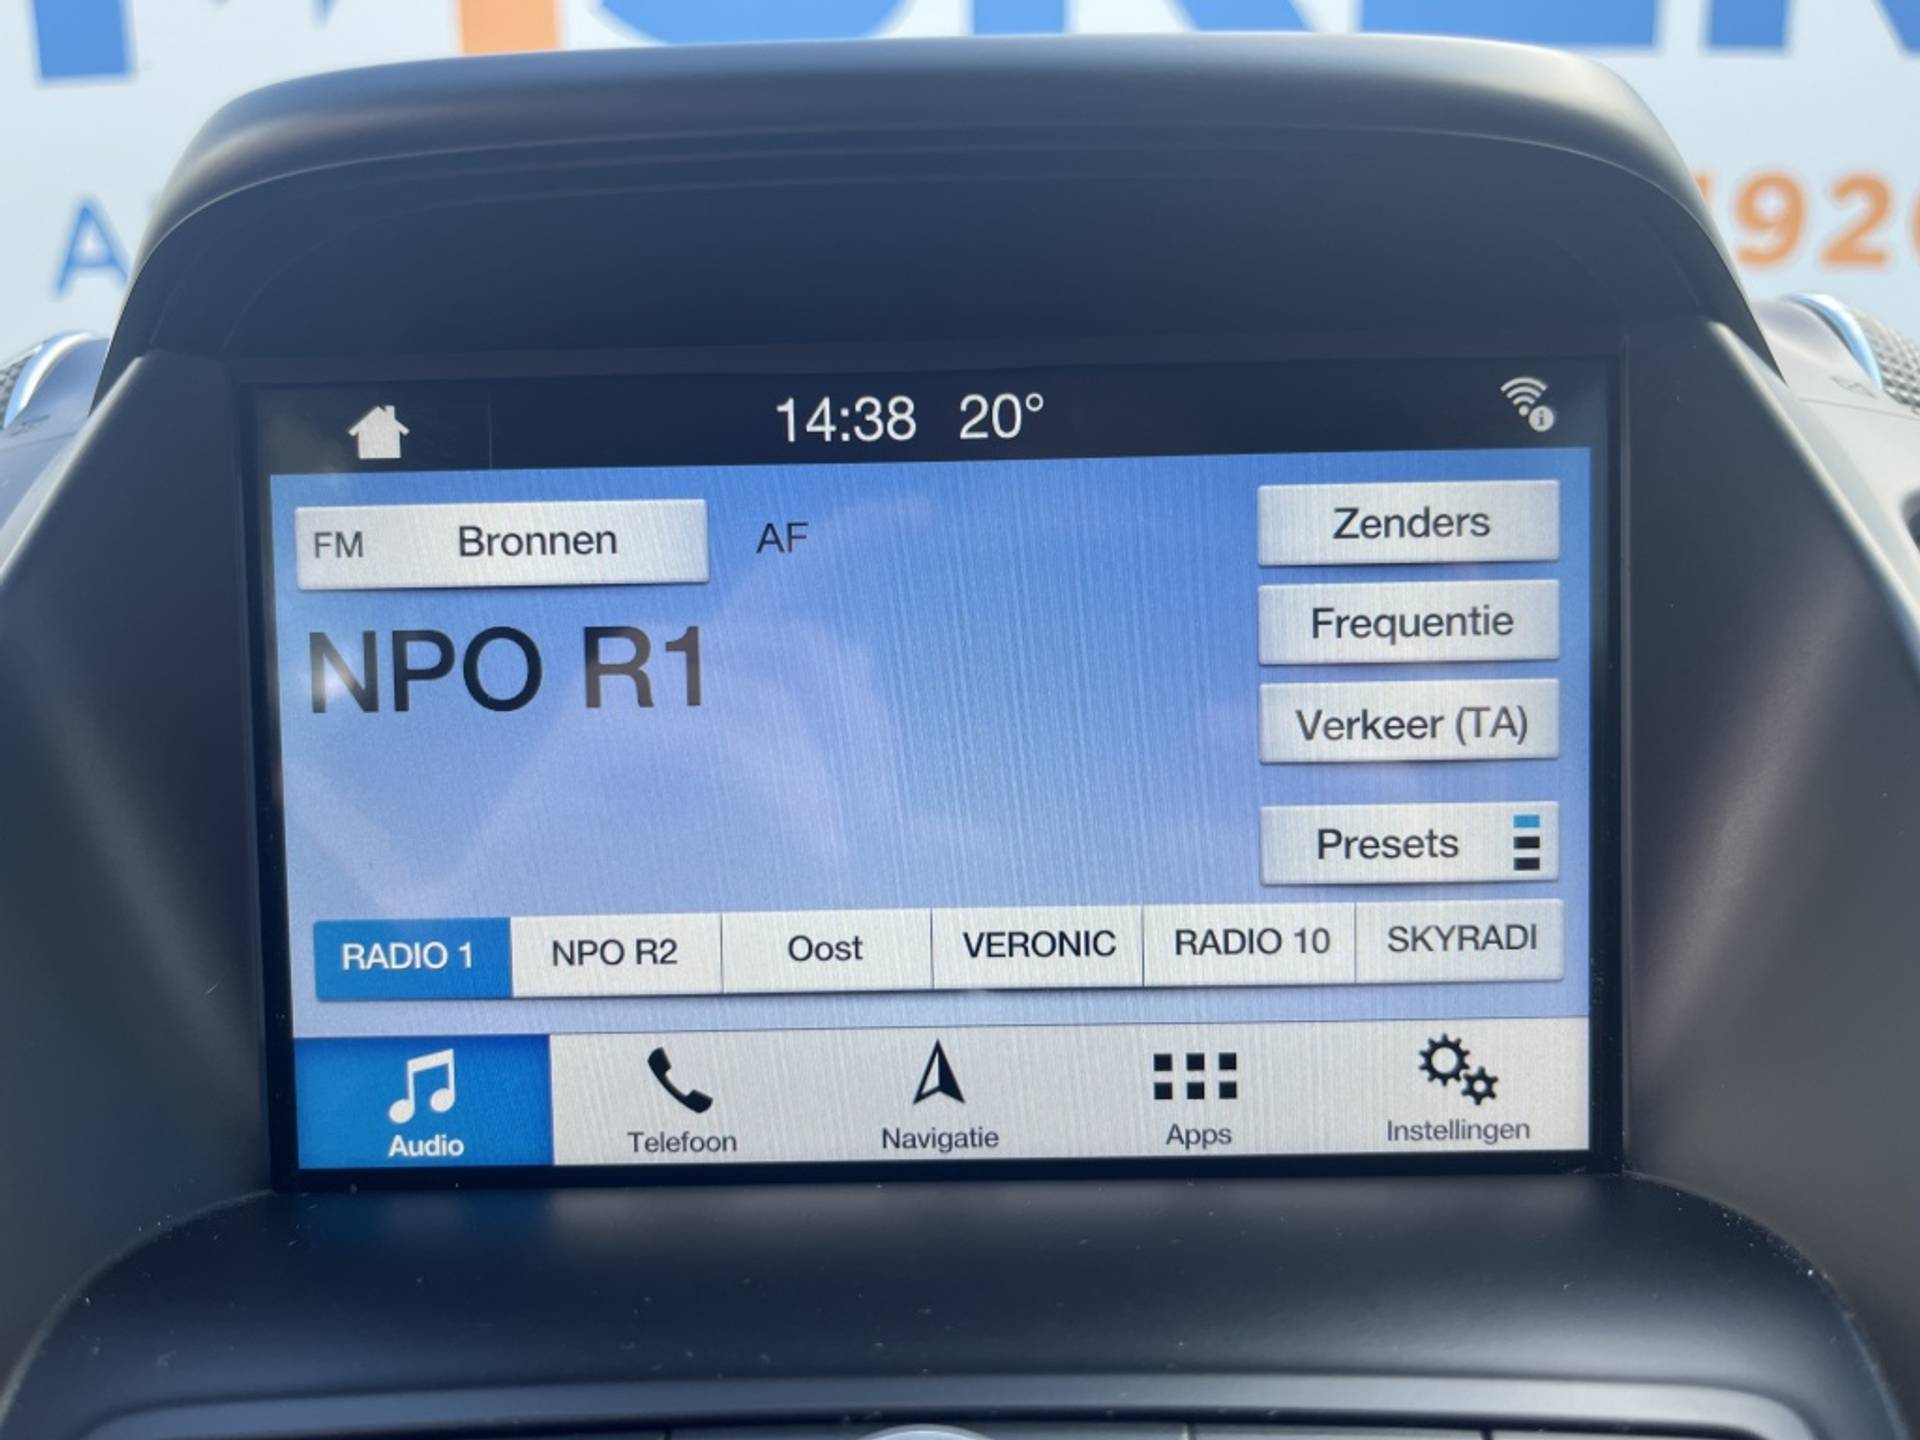 A
192
14:38 20°
FM Bronnen AF
Zenders
NPO R1
Frequentie
Verkeer (TA)
Presets
RADIO 1 NPO R2 Oost VERONIC RADIO 10 SKYRADI
Audio Telefoon Navigatie Apps Instellingen